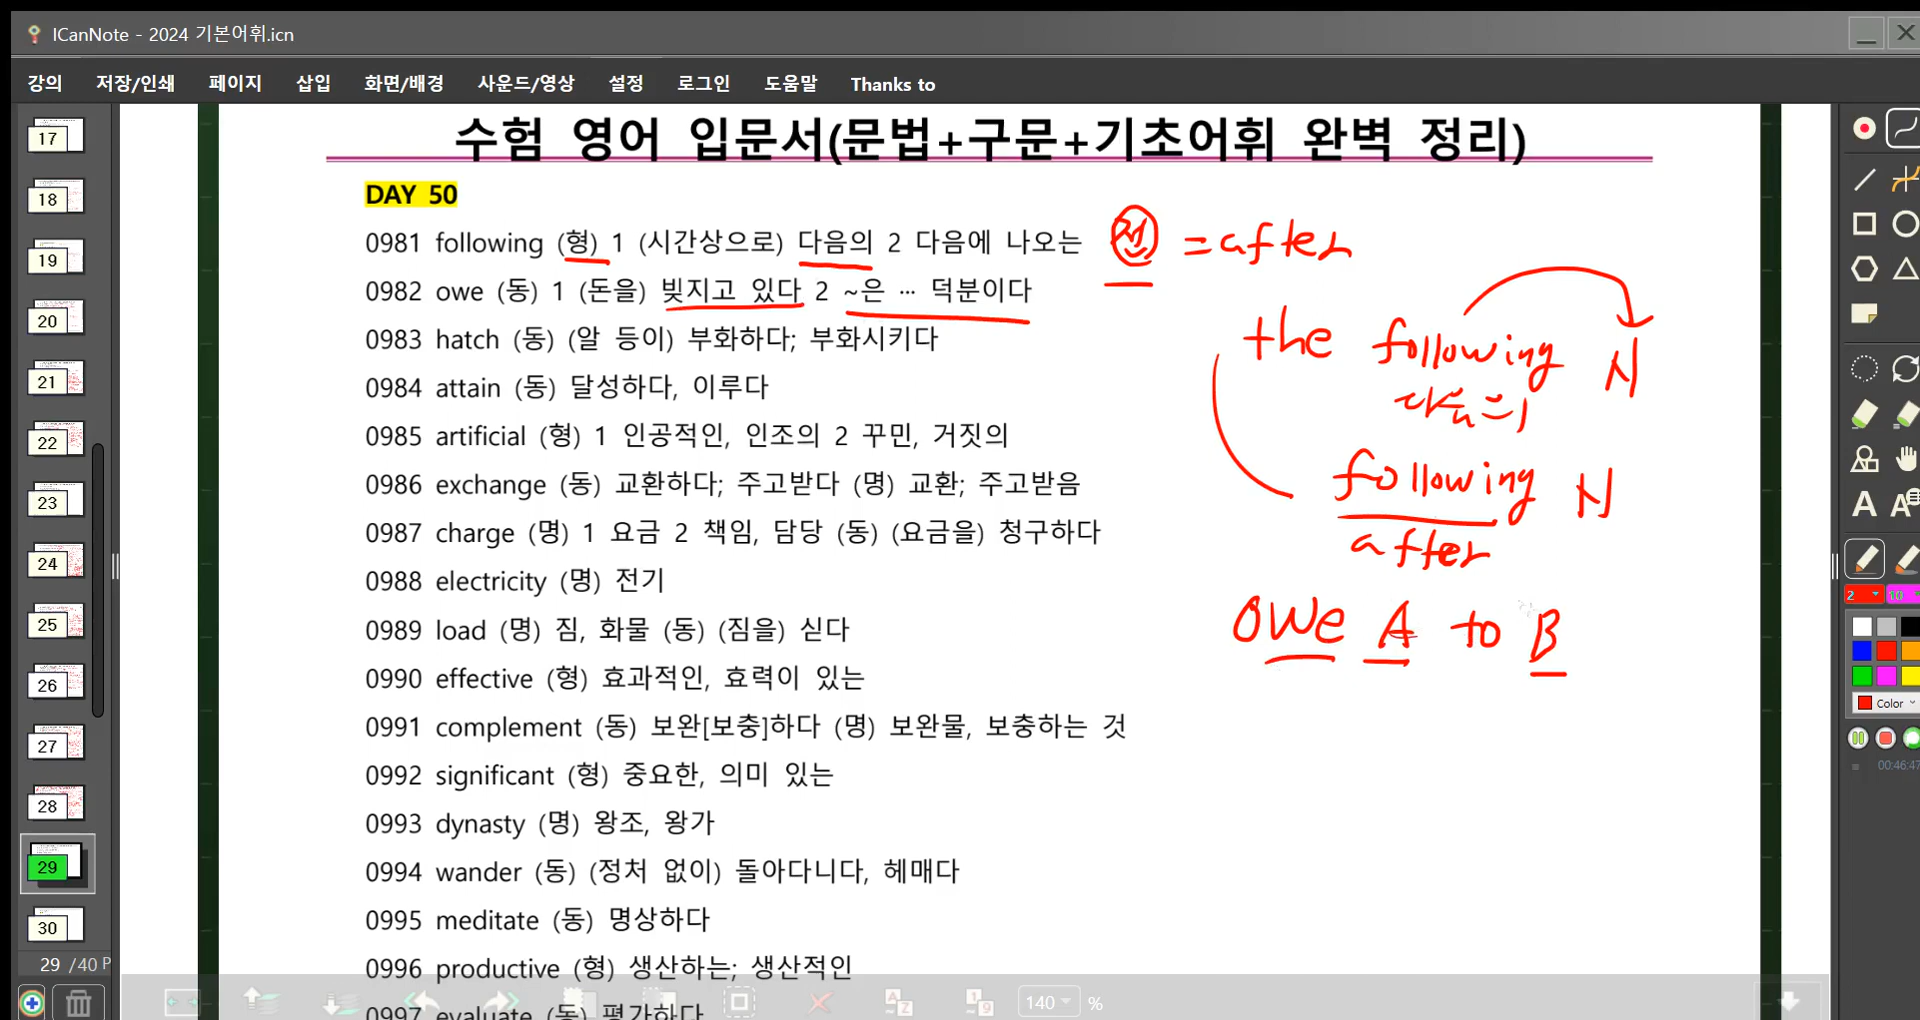 ICanNote - 2024 기본어휘.icn
강의 저장/인쇄 페이지 삽입 화면/배경 사운드/영상 설정 로그인 도움말 Thanks to
수험 영어 입문서(문법+구문+기초어휘 완벽 정리)
DAY 50
0981 following (형) 1 (시간상으로) 다음의 2 다음에 나오는 전 = after
0982 owe (동) 1 (돈을) 빚지고 있다 2 ~은 … 덕분이다
the following N
0983 hatch (동) (알 등이) 부화하다; 부화시키다
0984 attain (동) 달성하다, 이루다
0985 artificial (형) 1 인공적인, 인조의 2 꾸민, 거짓의
0986 exchange (동) 교환하다; 주고받다 (명) 교환; 주고받음
following N
0987 charge (명) 1 요금 2 책임, 담당 (동) (요금을) 청구하다
after
0988 electricity (명) 전기
0989 load (명) 짐, 화물 (동) (짐을) 싣다
owe A to B
0990 effective (형) 효과적인, 효력이 있는
0991 complement (동) 보완[보충]하다 (명) 보완물, 보충하는 것
0992 significant (형) 중요한, 의미 있는
0993 dynasty (명) 왕조, 왕가
0994 wander (동) (정처 없이) 돌아다니다, 헤매다
0995 meditate (동) 명상하다
0996 productive (형) 생산하는; 생산적인
0997 evaluate (동) 평가하다
17
18
19
20
21
22
23
24
25
26
27
28
29
30
29 /40 P
140 %
2 10
Color
00:46:47